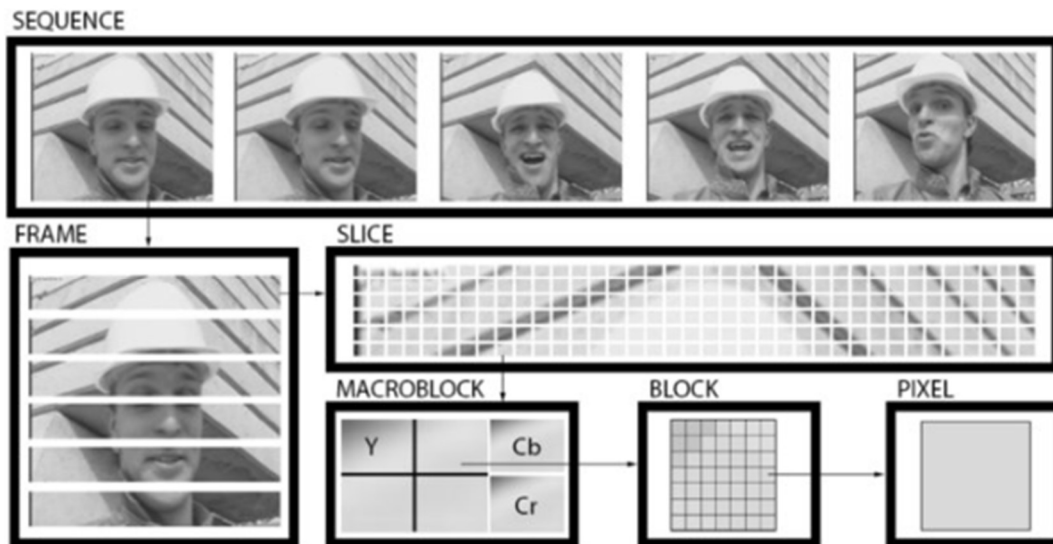 SEQUENCE
FRAME
SLICE
MACROBLOCK
BLOCK
PIXEL
Y
Cb
Cr